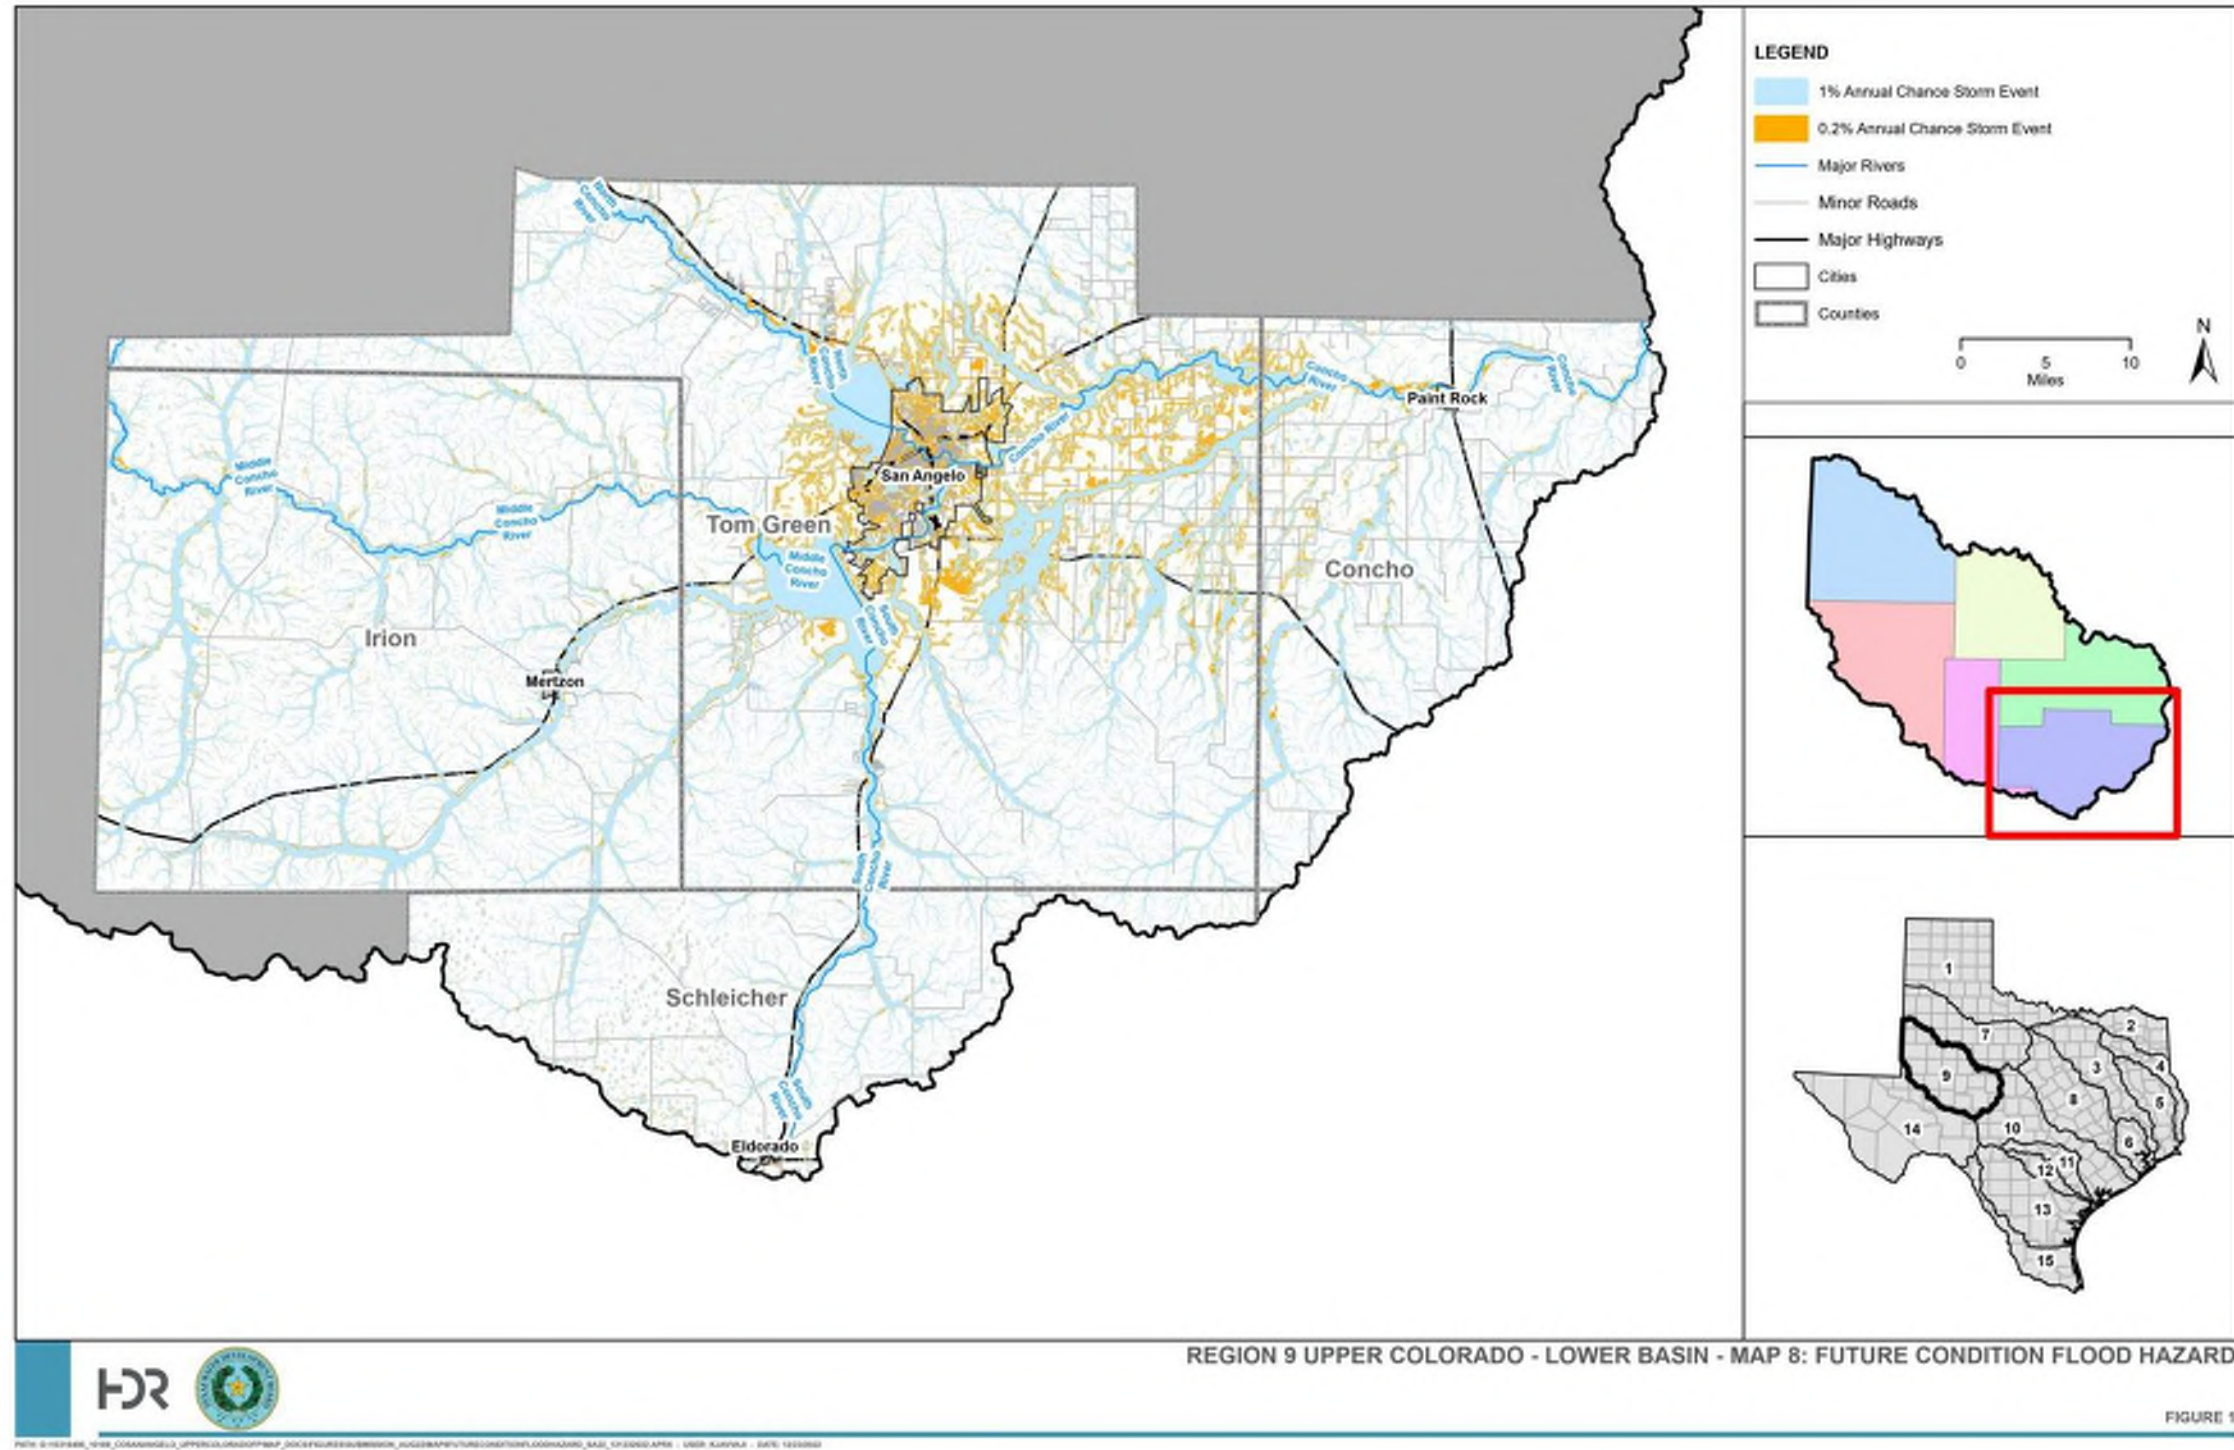 LEGEND
1% Annual Chance Storm Event
0.2% Annual Chance Storm Event
Major Rivers
Minor Roads
Major Highways
Cities
Counties
N
0 5 10
Miles
North
Concho
River
North
Concho
River
Concho
River
Concho
River
Paint Rock
Concho River
San Angelo
Middle
Concho
River
Middle
Concho
River
Tom Green
Middle
Concho
River
Concho
South
Concho
River
Irion
Mertzon
South
Concho
River
Schleicher
South
Concho
River
Eldorado
1
2
7
3
4
9
8
5
14
10
6
11
12
13
15
REGION 9 UPPER COLORADO - LOWER BASIN - MAP 8: FUTURE CONDITION FLOOD HAZARD
HDR
FIGURE 1